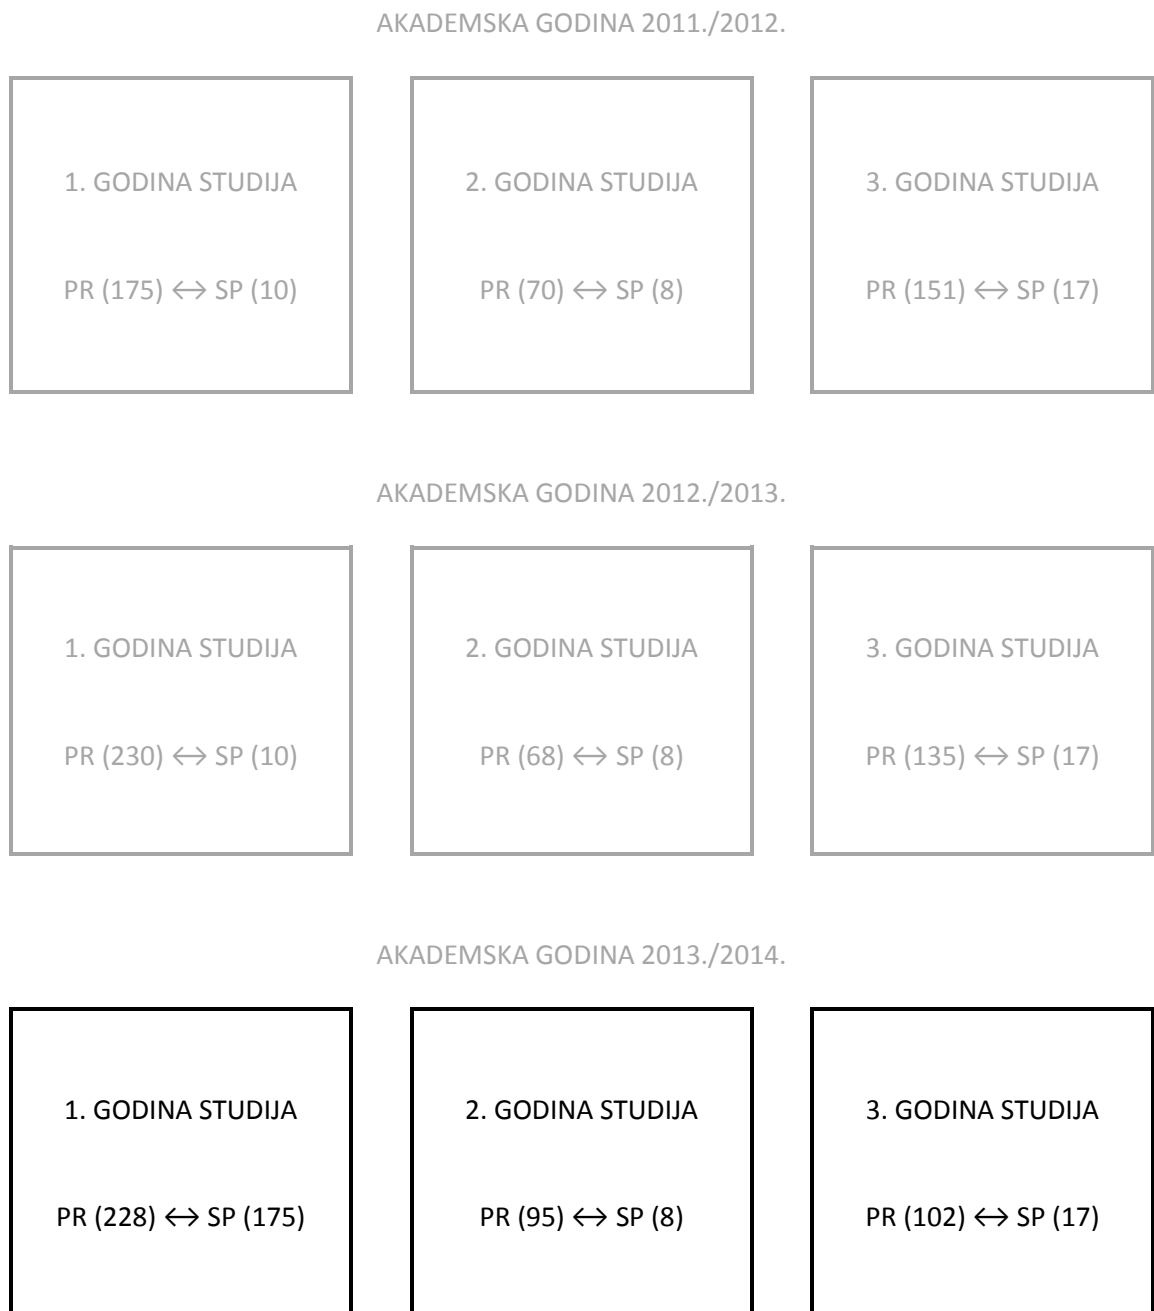 AKADEMSKA GODINA 2011./2012.
1. GODINA STUDIJA
PR (175) ↔ SP (10)
2. GODINA STUDIJA
PR (70) ↔ SP (8)
3. GODINA STUDIJA
PR (151) ↔ SP (17)
AKADEMSKA GODINA 2012./2013.
1. GODINA STUDIJA
PR (230) ↔ SP (10)
2. GODINA STUDIJA
PR (68) ↔ SP (8)
3. GODINA STUDIJA
PR (135) ↔ SP (17)
AKADEMSKA GODINA 2013./2014.
1. GODINA STUDIJA
PR (228) ↔ SP (175)
2. GODINA STUDIJA
PR (95) ↔ SP (8)
3. GODINA STUDIJA
PR (102) ↔ SP (17)